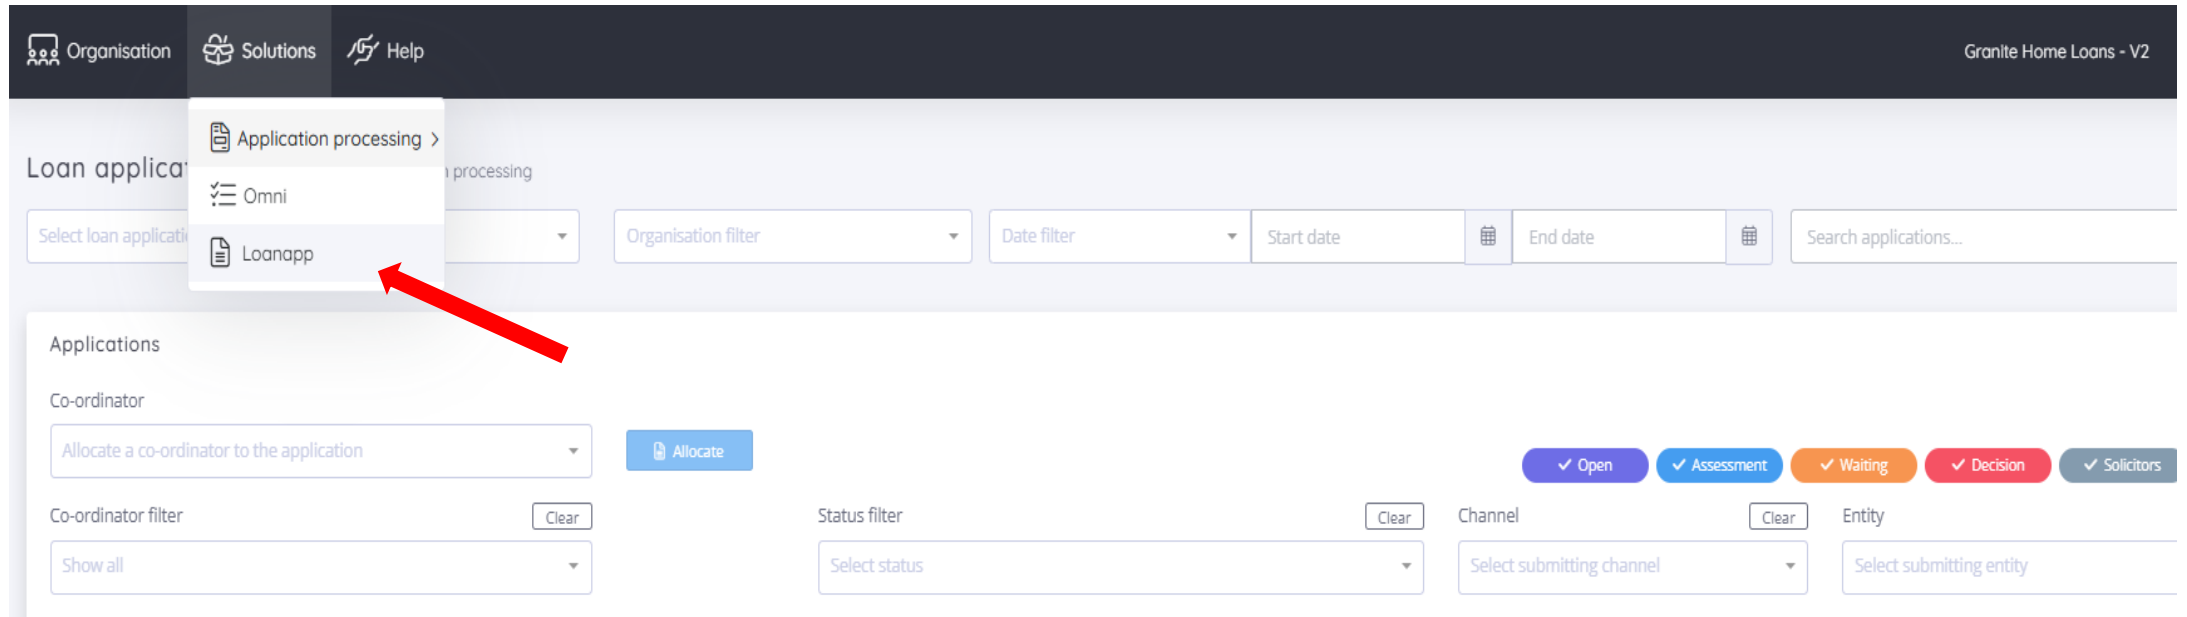 Organisation Solutions Help Granite Home Loans - V2
Application processing
Loan applica processing
Omni
Select loan applicati Organisation filter Date filter Start date End date Search applications...
Loanapp
Applications
Co-ordinator
Allocate a co-ordinator to the application Allocate
Open Assessment Waiting Decision Solicitors
Co-ordinator filter Clear Status filter Clear Channel Clear Entity
Show all Select status Select submitting channel Select submitting entity